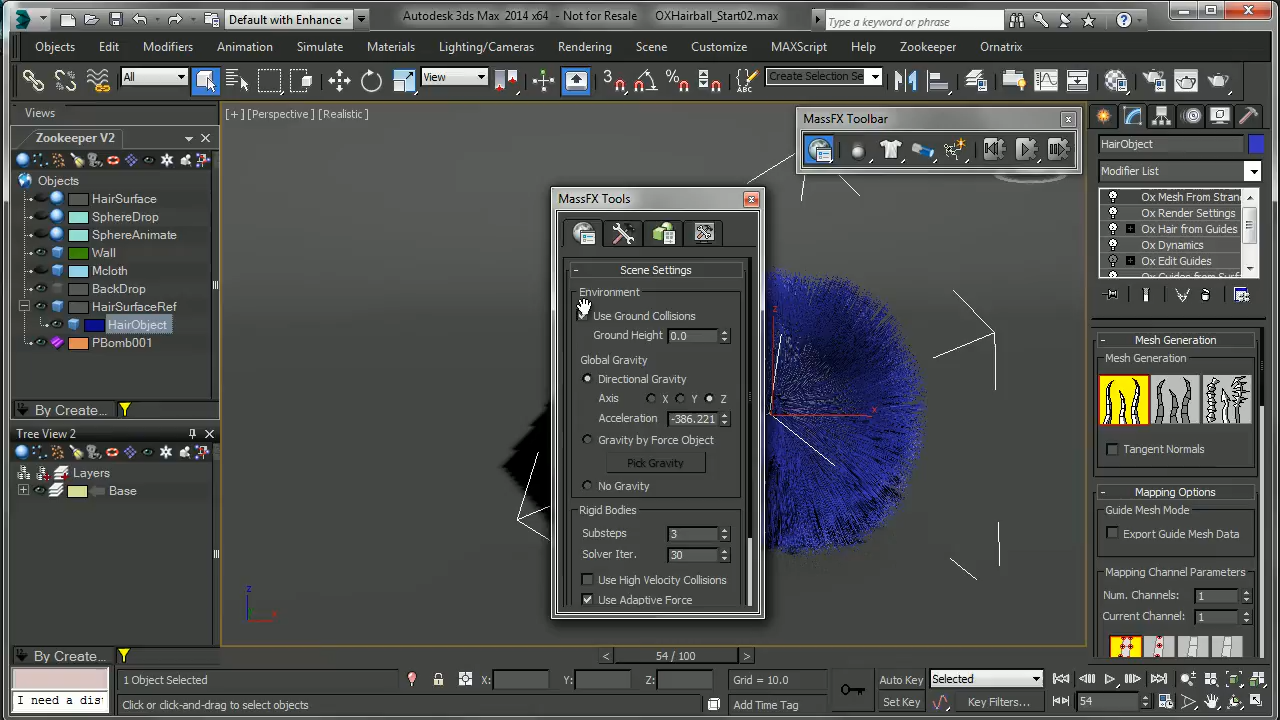 Default with Enhance
Autodesk 3ds Max 2014 x64 - Not for Resale OXHairball_Start02.max
Type a keyword or phrase
Objects Edit Modifiers Animation Simulate Materials Lighting/Cameras Rendering Scene Customize MAXScript Help Zookeeper Ornatrix
All
View
3
%
ABC
Create Selection Se
Views
Zookeeper V2
Objects
HairSurface
SphereDrop
SphereAnimate
Wall
Mcloth
BackDrop
HairSurfaceRef
HairObject
PBomb001
By Create...
Tree View 2
Layers
Base
By Create...
[+] [Perspective] [Realistic]
MassFX Toolbar
MassFX Tools
Scene Settings
Environment
Use Ground Collisions
Ground Height 0.0
Global Gravity
Directional Gravity
Axis X Y Z
Acceleration -386.221
Gravity by Force Object
Pick Gravity
No Gravity
Rigid Bodies
Substeps 3
Solver Iter. 30
Use High Velocity Collisions
Use Adaptive Force
z
x
z
x
HairObject
Modifier List
Ox Mesh From Stran
Ox Render Settings
Ox Hair from Guides
Ox Dynamics
Ox Edit Guides
Mesh Generation
Mesh Generation
Tangent Normals
Mapping Options
Guide Mesh Mode
Export Guide Mesh Data
Mapping Channel Parameters
Num. Channels: 1
Current Channel: 1
< 54 / 100 >
1 Object Selected
X: Y: Z: Grid = 10.0
Auto Key Selected
I need a dis
Click or click-and-drag to select objects
Add Time Tag
Set Key Key Filters... 54